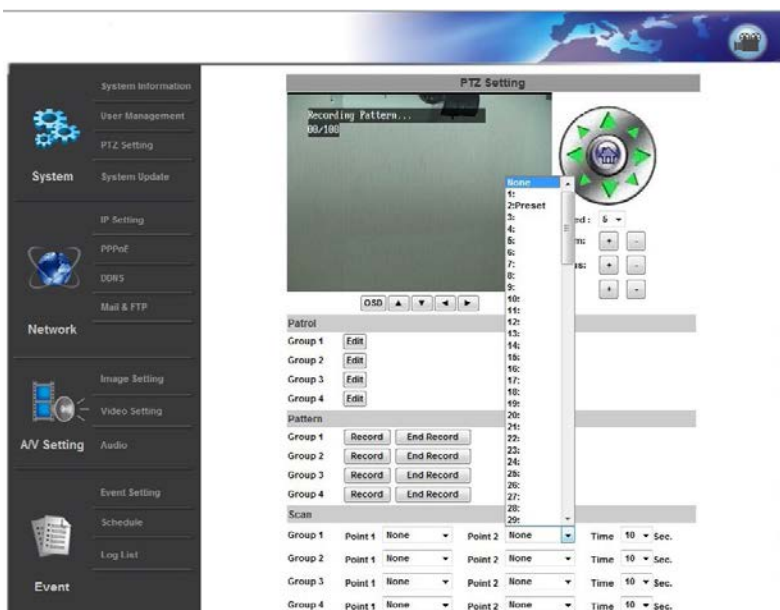 System Information
User Management
PTZ Setting
System
System Update
IP Setting
PPPoE
DDNS
Mail & FTP
Network
Image Setting
Video Setting
A/V Setting
Audio
Event Setting
Schedule
Log List
Event
PTZ Setting
Recording Pattern...
00/100
OSD ▲ ▼ ◄ ►
ed : 5
m: + -
us: + -
+ -
None
1:
2:Preset
3:
4:
5:
6:
7:
8:
9:
10:
11:
12:
13:
14:
15:
16:
17:
18:
19:
20:
21:
22:
23:
24:
25:
26:
27:
28:
29:
Patrol
Group 1 Edit
Group 2 Edit
Group 3 Edit
Group 4 Edit
Pattern
Group 1 Record End Record
Group 2 Record End Record
Group 3 Record End Record
Group 4 Record End Record
Scan
Group 1 Point 1 None Point 2 None Time 10 Sec.
Group 2 Point 1 None Point 2 None Time 10 Sec.
Group 3 Point 1 None Point 2 None Time 10 Sec.
Group 4 Point 1 None Point 2 None Time 10 Sec.